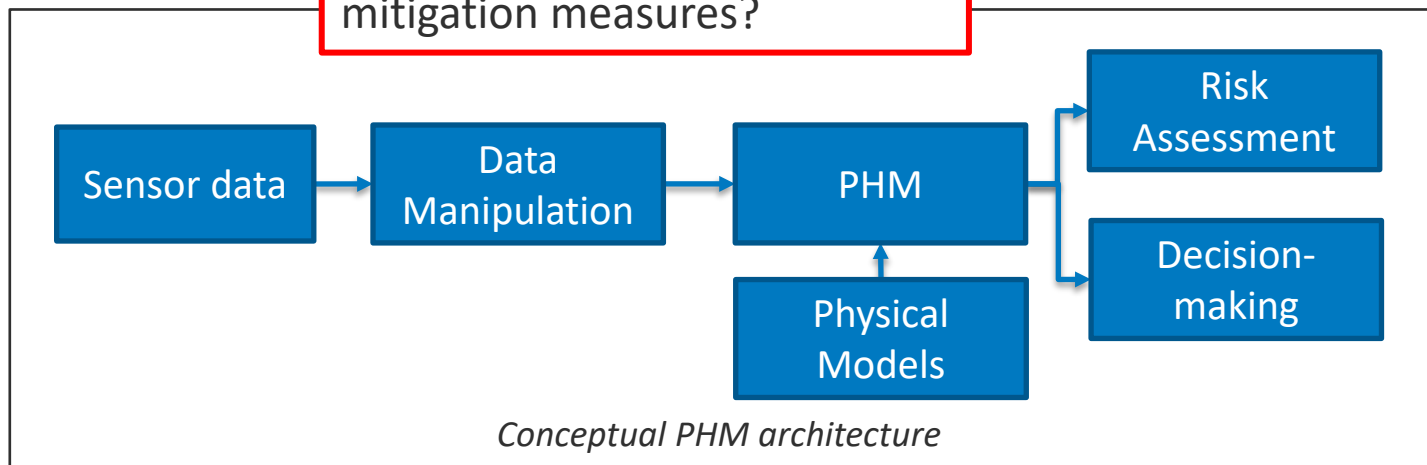 mitigation measures?
Sensor data
Data
Manipulation
PHM
Risk
Assessment
Decision-
making
Physical
Models
Conceptual PHM architecture